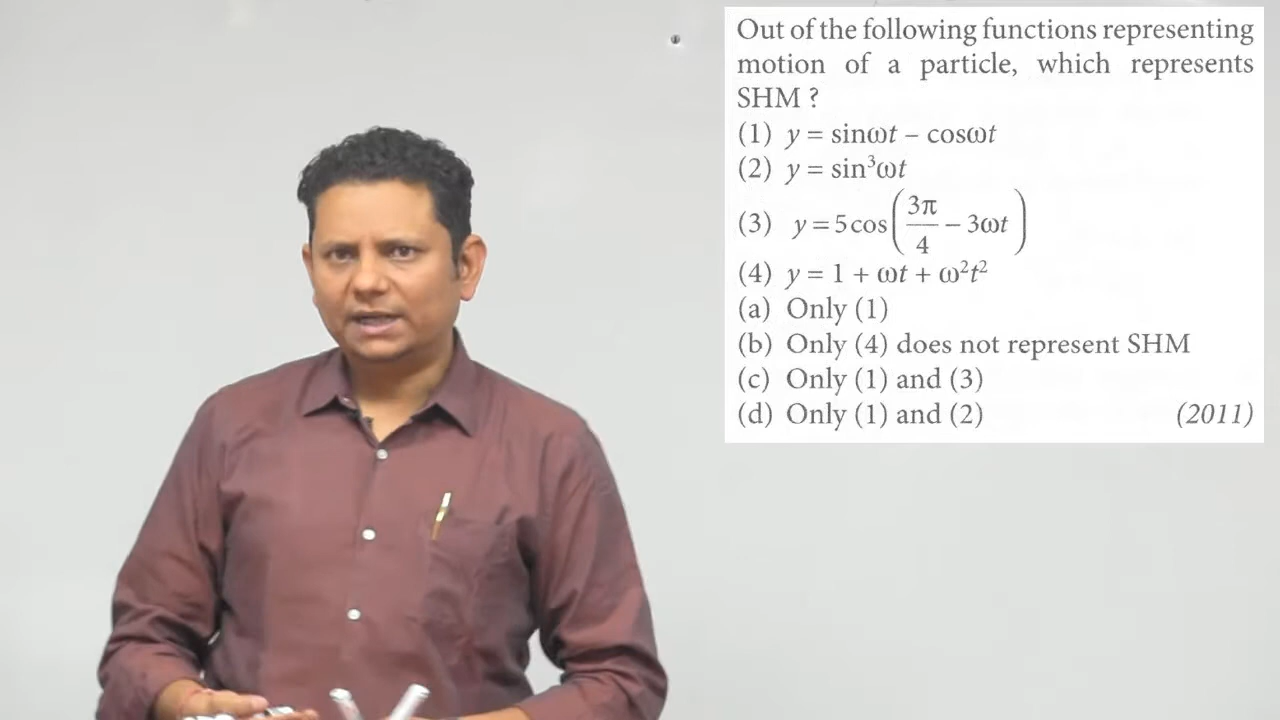 Out of the following functions representing
motion of a particle, which represents
SHM ?
(1) y = sinωt – cosωt
(2) y = sin³ωt
(3) y = 5 cos(3π/4 – 3ωt)
(4) y = 1 + ωt + ω²t²
(a) Only (1)
(b) Only (4) does not represent SHM
(c) Only (1) and (3)
(d) Only (1) and (2) (2011)